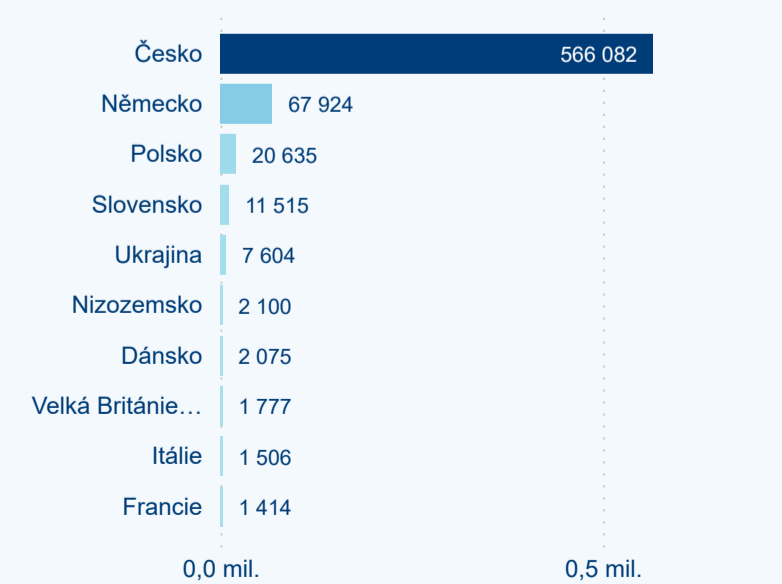 Česko 566 082
Německo 67 924
Polsko 20 635
Slovensko 11 515
Ukrajina 7 604
Nizozemsko 2 100
Dánsko 2 075
Velká Británie… 1 777
Itálie 1 506
Francie 1 414
0,0 mil. 0,5 mil.